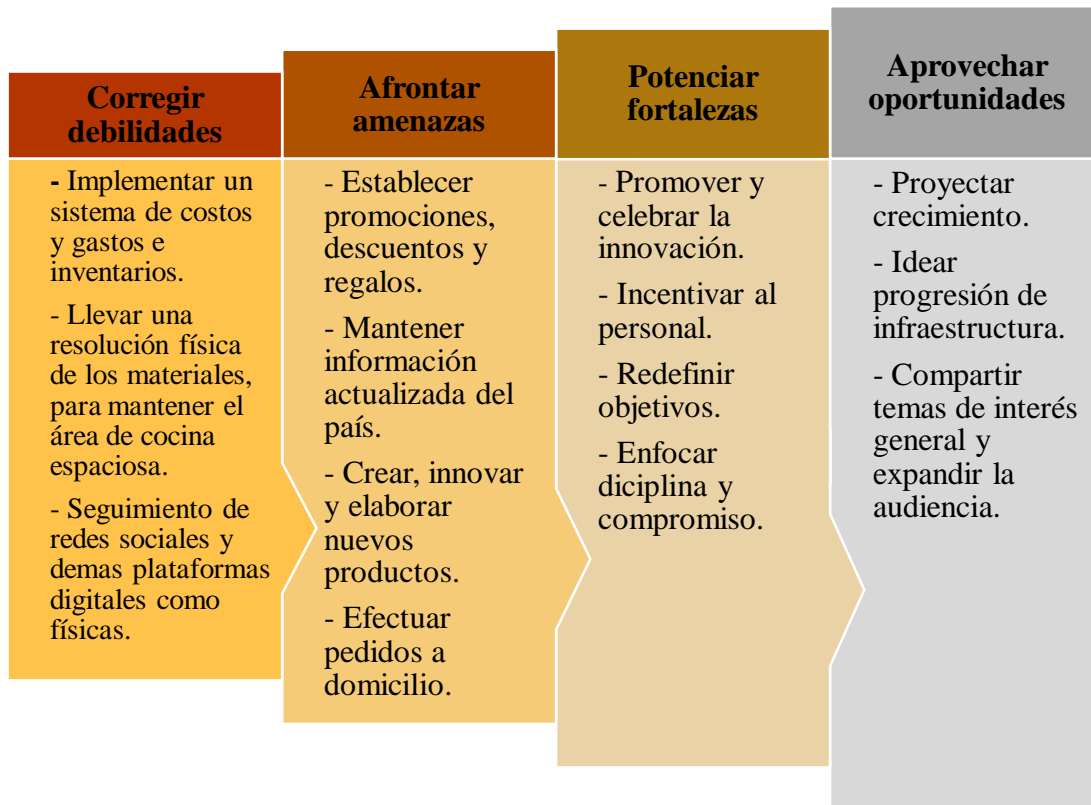 Corregir
debilidades
- Implementar un
sistema de costos
y gastos e
inventarios.
- Llevar una
resolución física
de los materiales,
para mantener el
área de cocina
espaciosa.
- Seguimiento de
redes sociales y
demas plataformas
digitales como
físicas.
Afrontar
amenazas
- Establecer
promociones,
descuentos y
regalos.
- Mantener
información
actualizada del
país.
- Crear, innovar
y elaborar
nuevos
productos.
- Efectuar
pedidos a
domicilio.
Potenciar
fortalezas
- Promover y
celebrar la
innovación.
- Incentivar al
personal.
- Redefinir
objetivos.
- Enfocar
diciplina y
compromiso.
Aprovechar
oportunidades
- Proyectar
crecimiento.
- Idear
progresión de
infraestructura.
- Compartir
temas de interés
general y
expandir la
audiencia.